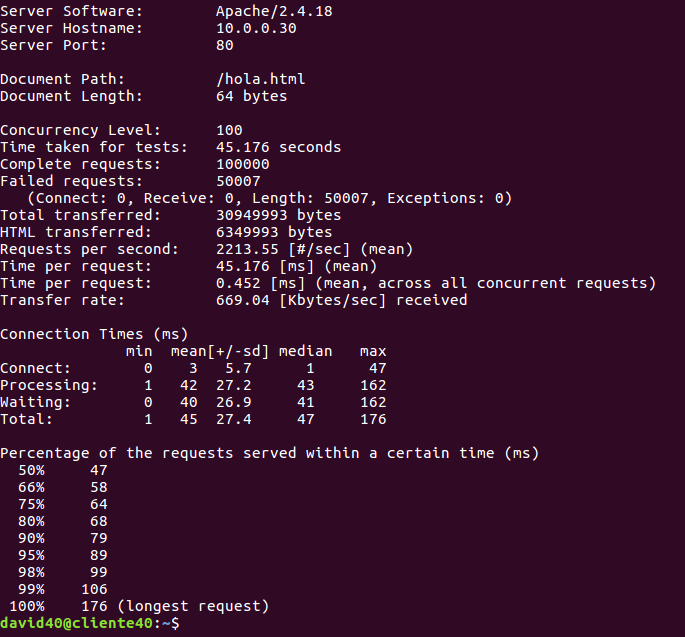 Server Software:        Apache/2.4.18
Server Hostname:        10.0.0.30
Server Port:            80

Document Path:          /hola.html
Document Length:        64 bytes

Concurrency Level:      100
Time taken for tests:   45.176 seconds
Complete requests:      100000
Failed requests:        50007
   (Connect: 0, Receive: 0, Length: 50007, Exceptions: 0)
Total transferred:      30949993 bytes
HTML transferred:       6349993 bytes
Requests per second:    2213.55 [#/sec] (mean)
Time per request:       45.176 [ms] (mean)
Time per request:       0.452 [ms] (mean, across all concurrent requests)
Transfer rate:          669.04 [Kbytes/sec] received

Connection Times (ms)
              min  mean[+/-sd] median   max
Connect:        0    3   5.7      1      47
Processing:     1   42  27.2     43     162
Waiting:        0   40  26.9     41     162
Total:          1   45  27.4     47     176

Percentage of the requests served within a certain time (ms)
  50%     47
  66%     58
  75%     64
  80%     68
  90%     79
  95%     89
  98%     99
  99%    106
 100%    176 (longest request)
david40@cliente40:~$